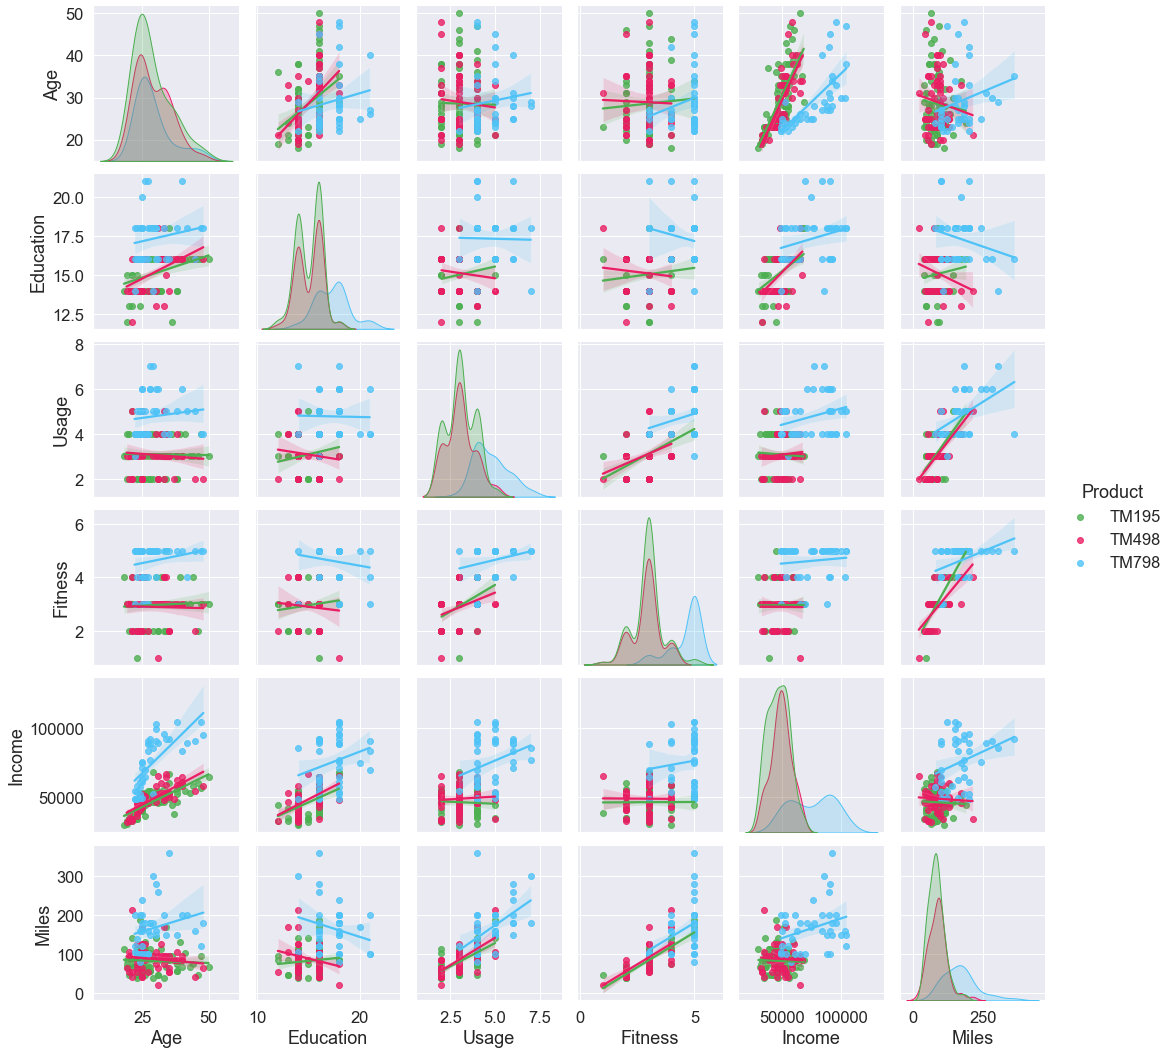 50
40
30
20
Age
20.0
17.5
15.0
12.5
Education
8
6
4
2
Usage
6
4
2
Fitness
100000
50000
Income
300
200
100
0
Miles
25 50
Age
10 20
Education
2.5 5.0 7.5
Usage
0 5
Fitness
50000 100000
Income
0 250
Miles
Product
TM195
TM498
TM798